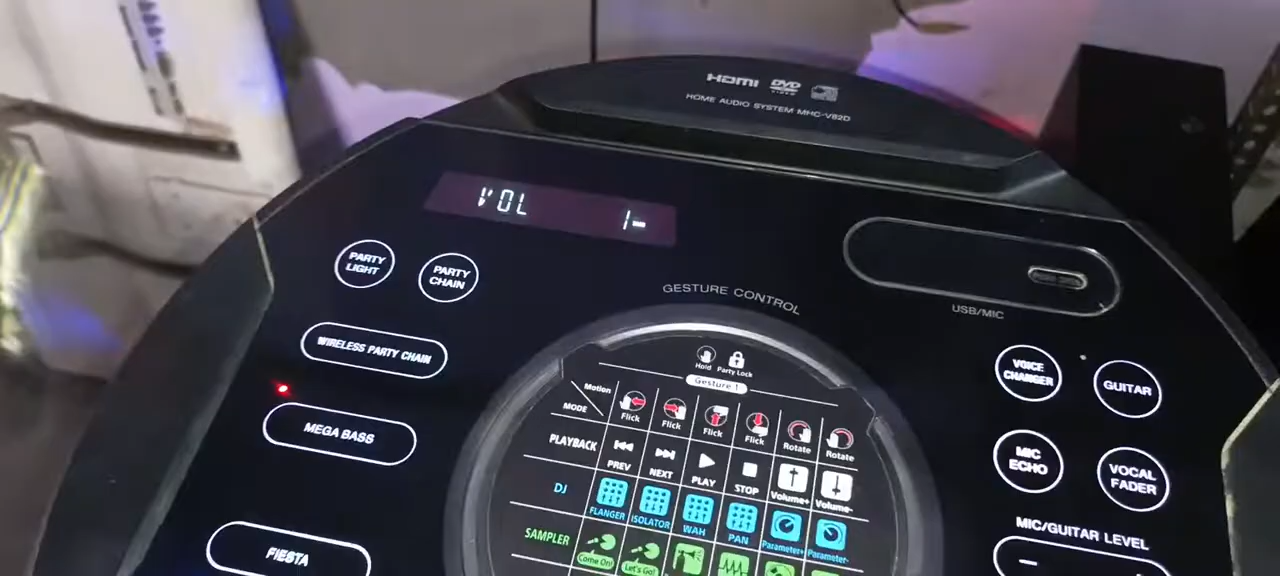 HDMI DVD VIDEO
HOME AUDIO SYSTEM MHC-V82D
VOL
PARTY LIGHT
PARTY CHAIN
GESTURE CONTROL
USB/MIC
WIRELESS PARTY CHAIN
Hold Party Lock
Gesture 1
VOICE CHANGER
GUITAR
Motion
MODE
Flick Flick Flick Flick Rotate Rotate
MEGA BASS
PLAYBACK PREV NEXT PLAY STOP Volume+ Volume-
MIC ECHO
VOCAL FADER
DJ FLANGER ISOLATOR WAH PAN Parameter+ Parameter-
MIC/GUITAR LEVEL
SAMPLER Come On! Let's Go!
FIESTA